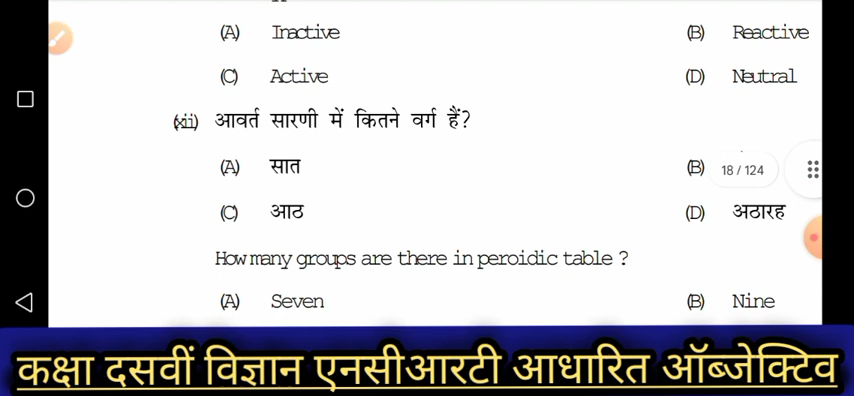 (A) Inactive (B) Reactive
(C) Active (D) Neutral
(xii) आवर्त सारणी में कितने वर्ग हैं?
(A) सात (B) 18 / 124
(C) आठ (D) अठारह
How many groups are there in peroidic table ?
(A) Seven (B) Nine
कक्षा दसवीं विज्ञान एनसीआरटी आधारित ऑब्जेक्टिव